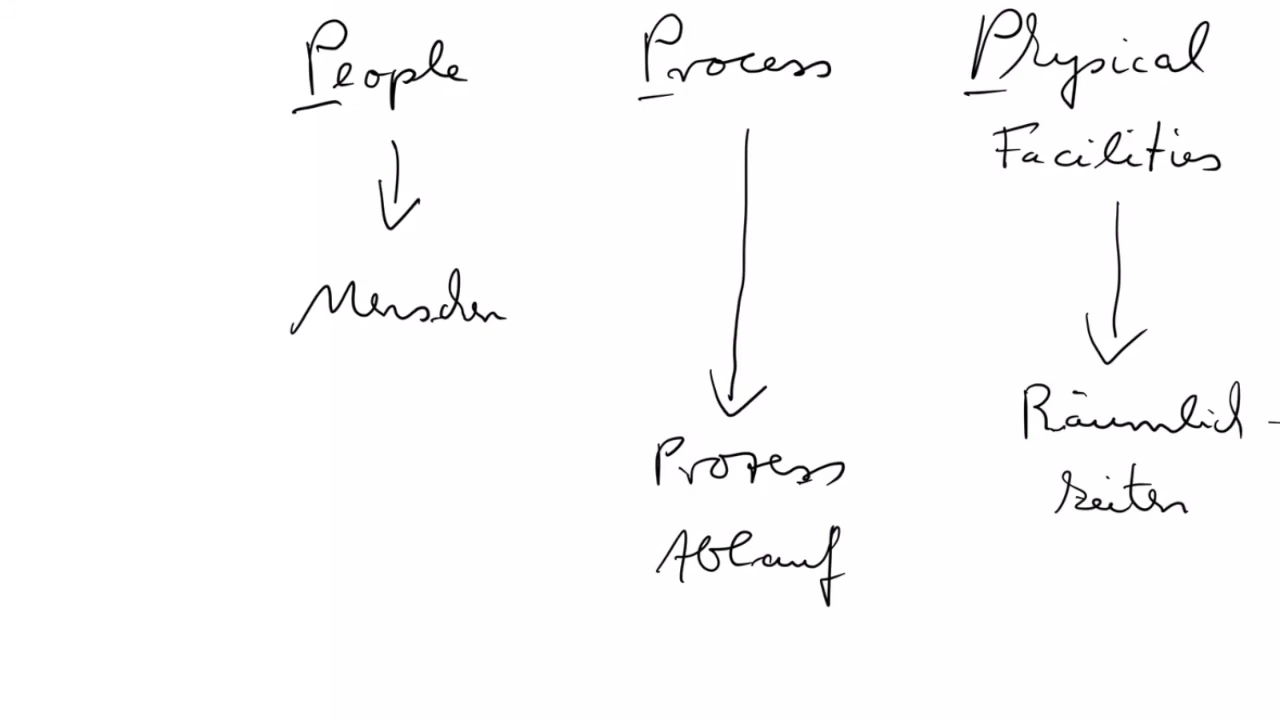 People
Process
Physical
Facilities
Menschen
Prozess
Ablauf
Räumlich-
keiten